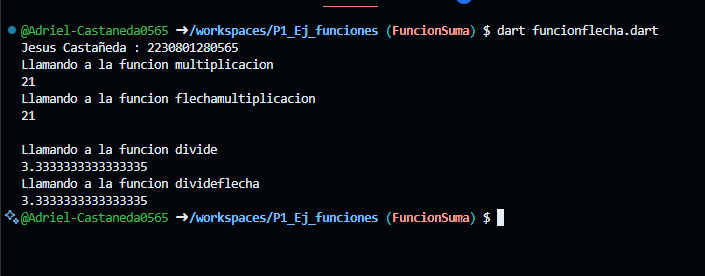 @Adriel-Castaneda0565 ➜/workspaces/P1_Ej_funciones (FuncionSuma) $ dart funcionflecha.dart
Jesus Castañeda : 2230801280565
Llamando a la funcion multiplicacion
21
Llamando a la funcion flechamultiplicacion
21

Llamando a la funcion divide
3.3333333333333335
Llamando a la funcion divideflecha
3.3333333333333335
@Adriel-Castaneda0565 ➜/workspaces/P1_Ej_funciones (FuncionSuma) $